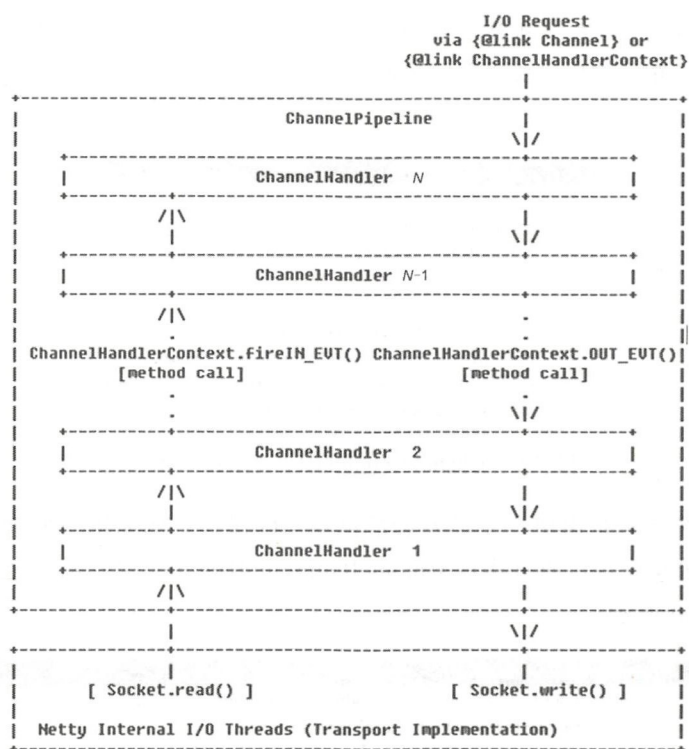 I/O Request
via {@link Channel} or
{@link ChannelHandlerContext}
ChannelPipeline
ChannelHandler N
ChannelHandler N-1
ChannelHandlerContext.fireIN_EVT() ChannelHandlerContext.OUT_EVT()
[method call] [method call]
ChannelHandler 2
ChannelHandler 1
[ Socket.read() ] [ Socket.write() ]
Netty Internal I/O Threads (Transport Implementation)